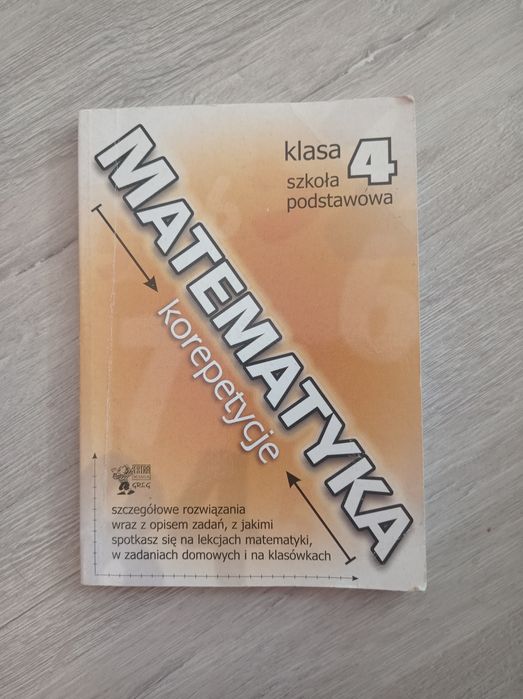 klasa 4
szkoła
podstawowa
MATEMATYKA
korepetycje
GREG
szczegółowe rozwiązania
wraz z opisem zadań, z jakimi
spotkasz się na lekcjach matematyki,
w zadaniach domowych i na klasówkach